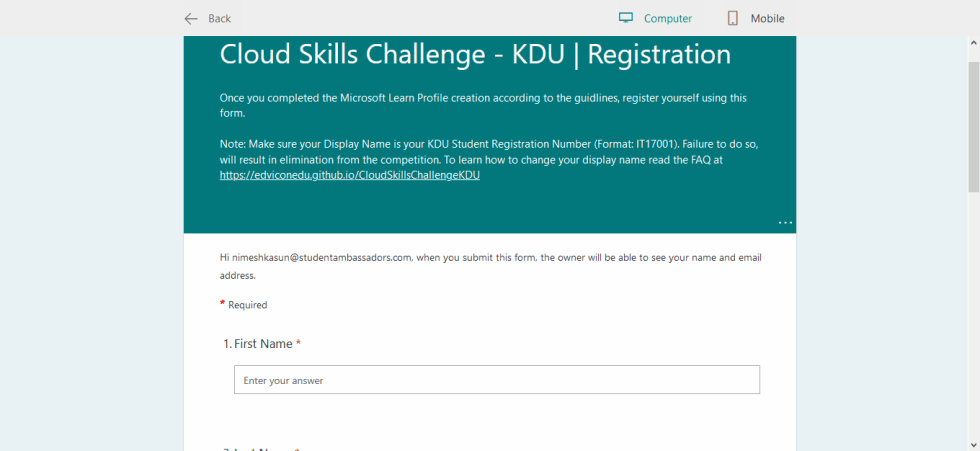 Back
Computer
Mobile
Cloud Skills Challenge - KDU | Registration
Once you completed the Microsoft Learn Profile creation according to the guidlines, register yourself using this
form.
Note: Make sure your Display Name is your KDU Student Registration Number (Format: IT17001). Failure to do so,
will result in elimination from the competition. To learn how to change your display name read the FAQ at
https://edviconedu.github.io/CloudSkillsChallengeKDU
...
Hi nimeshkasun@studentambassadors.com, when you submit this form, the owner will be able to see your name and email
address.
* Required
1. First Name *
Enter your answer